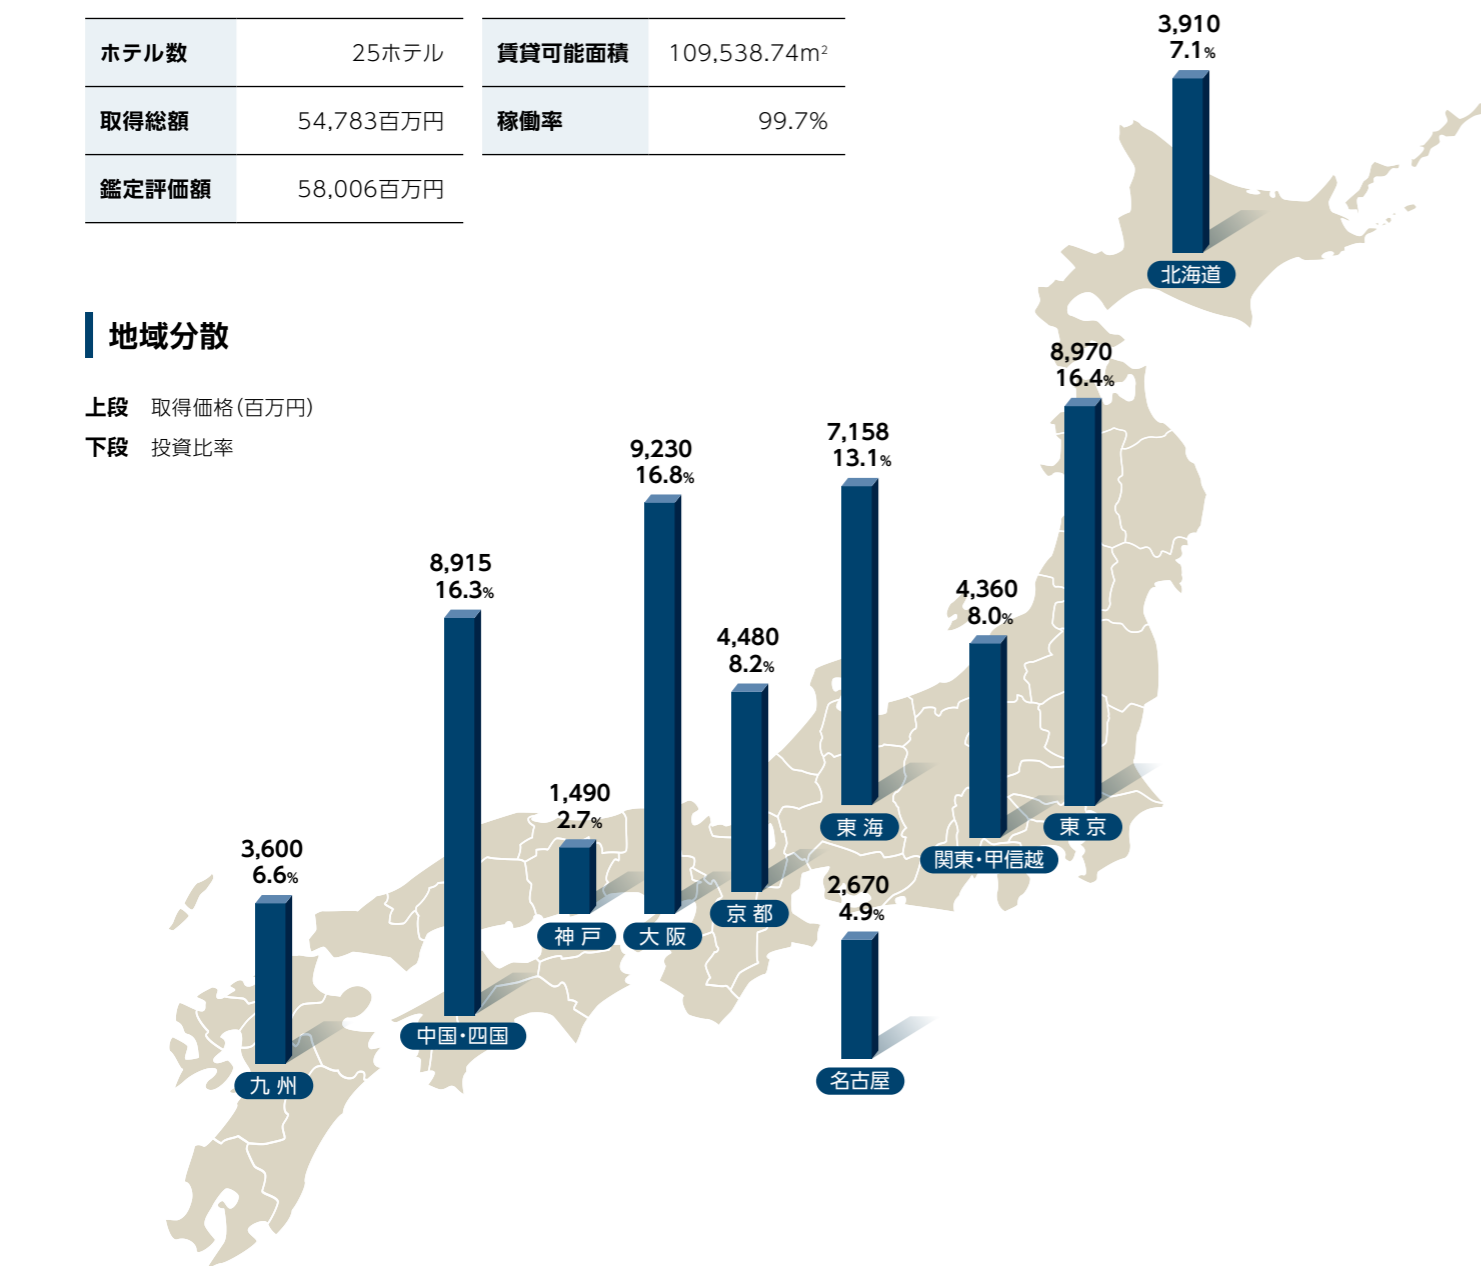 ホテル数 25ホテル
取得総額 54,783百万円
鑑定評価額 58,006百万円
賃貸可能面積 109,538.74m²
稼働率 99.7%
地域分散
上段 取得価格(百万円)
下段 投資比率
3,910
7.1%
北海道
8,970
16.4%
東京
4,360
8.0%
関東・甲信越
7,158
13.1%
東海
2,670
4.9%
名古屋
4,480
8.2%
京都
9,230
16.8%
大阪
1,490
2.7%
神戸
8,915
16.3%
中国・四国
3,600
6.6%
九州